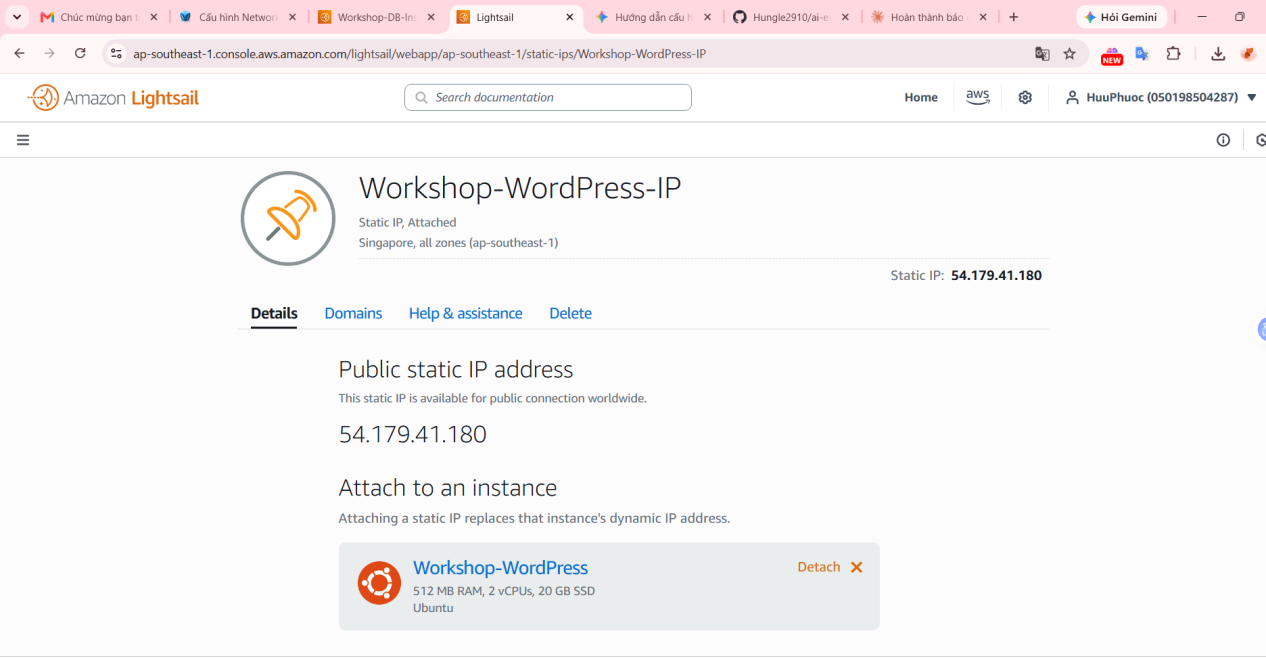 Chúc mừng bạn t
Cấu hình Networ
Workshop-DB-Ins
Lightsail
Hướng dẫn cấu h
Hungle2910/ai-e
Hoàn thành báo
Hỏi Gemini
ap-southeast-1.console.aws.amazon.com/lightsail/webapp/ap-southeast-1/static-ips/Workshop-WordPress-IP
NEW
Amazon Lightsail
Search documentation
Home
aws
HuuPhuoc (050198504287)
Workshop-WordPress-IP
Static IP, Attached
Singapore, all zones (ap-southeast-1)
Static IP: 54.179.41.180
Details
Domains
Help & assistance
Delete
Public static IP address
This static IP is available for public connection worldwide.
54.179.41.180
Attach to an instance
Attaching a static IP replaces that instance's dynamic IP address.
Workshop-WordPress
Detach
512 MB RAM, 2 vCPUs, 20 GB SSD
Ubuntu